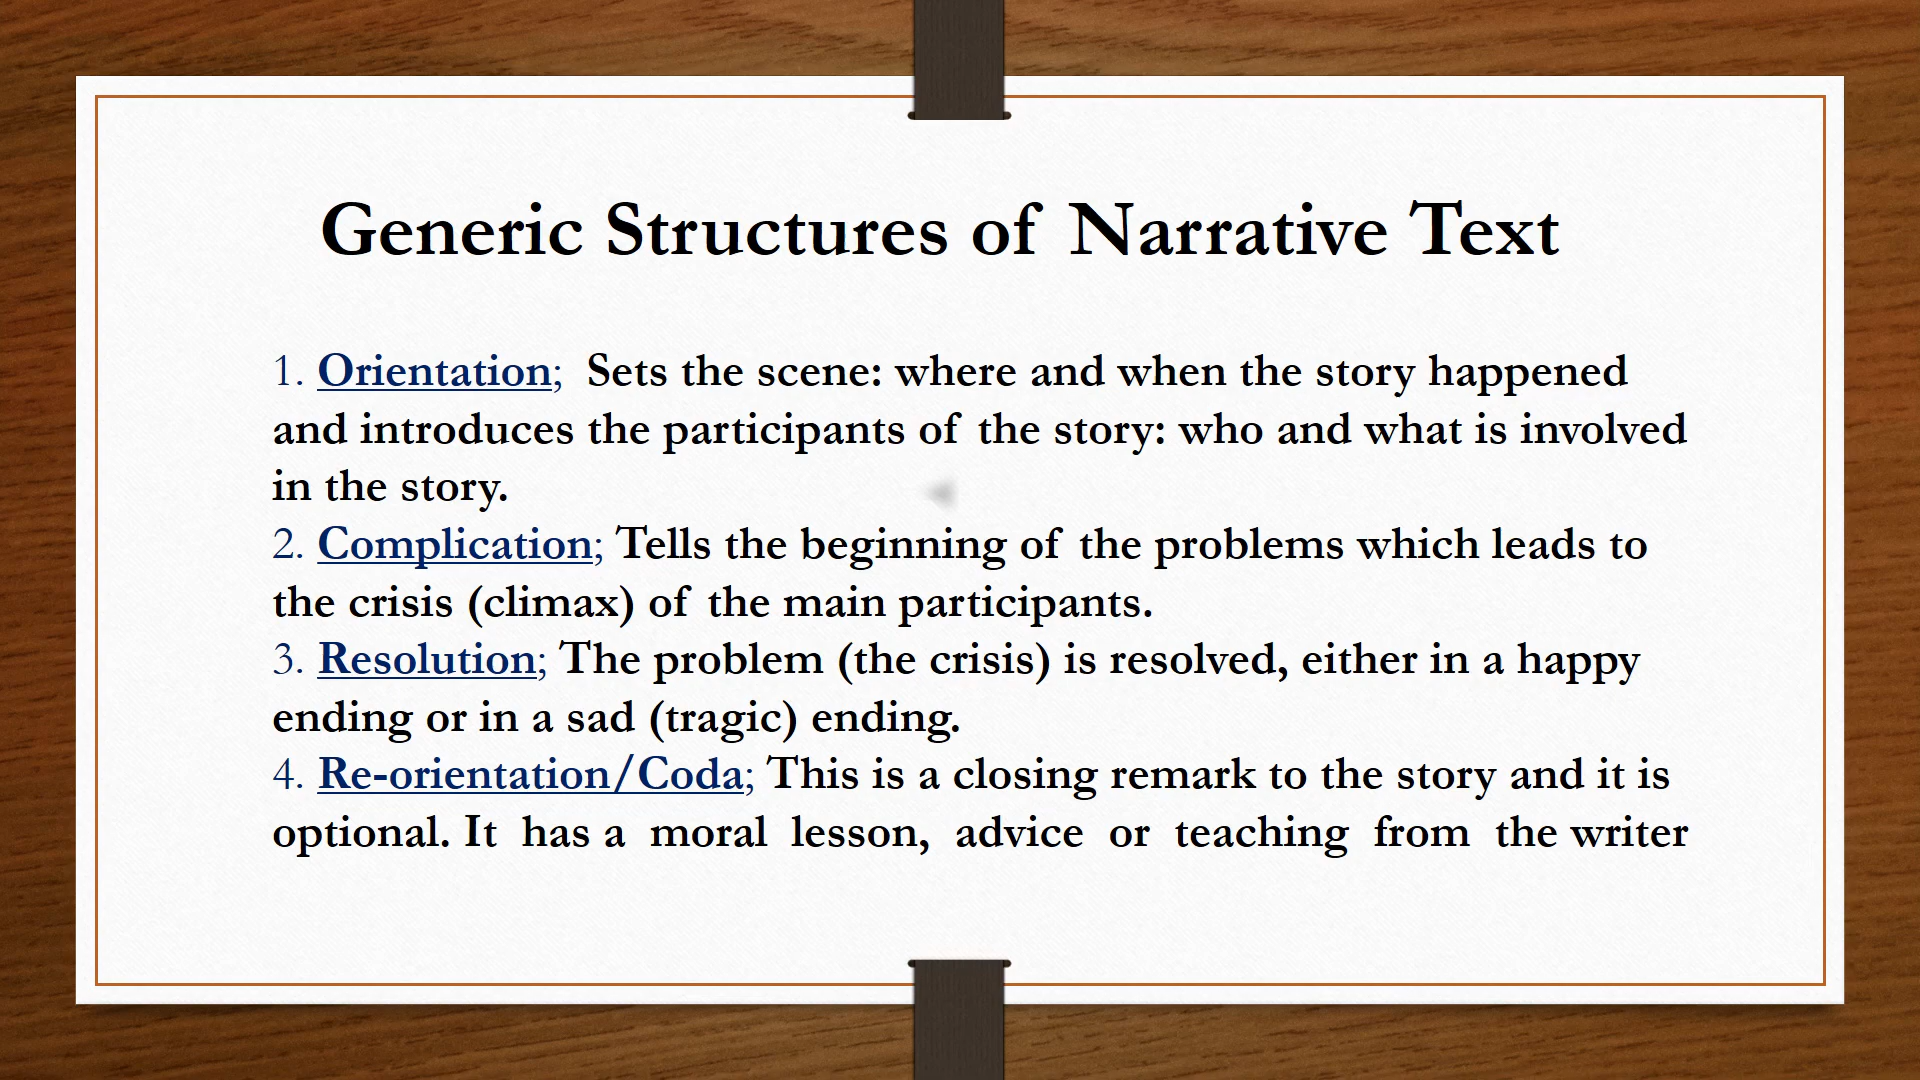 Generic Structures of Narrative Text
1. Orientation; Sets the scene: where and when the story happened
and introduces the participants of the story: who and what is involved
in the story.
2. Complication; Tells the beginning of the problems which leads to
the crisis (climax) of the main participants.
3. Resolution; The problem (the crisis) is resolved, either in a happy
ending or in a sad (tragic) ending.
4. Re-orientation/Coda; This is a closing remark to the story and it is
optional. It has a moral lesson, advice or teaching from the writer